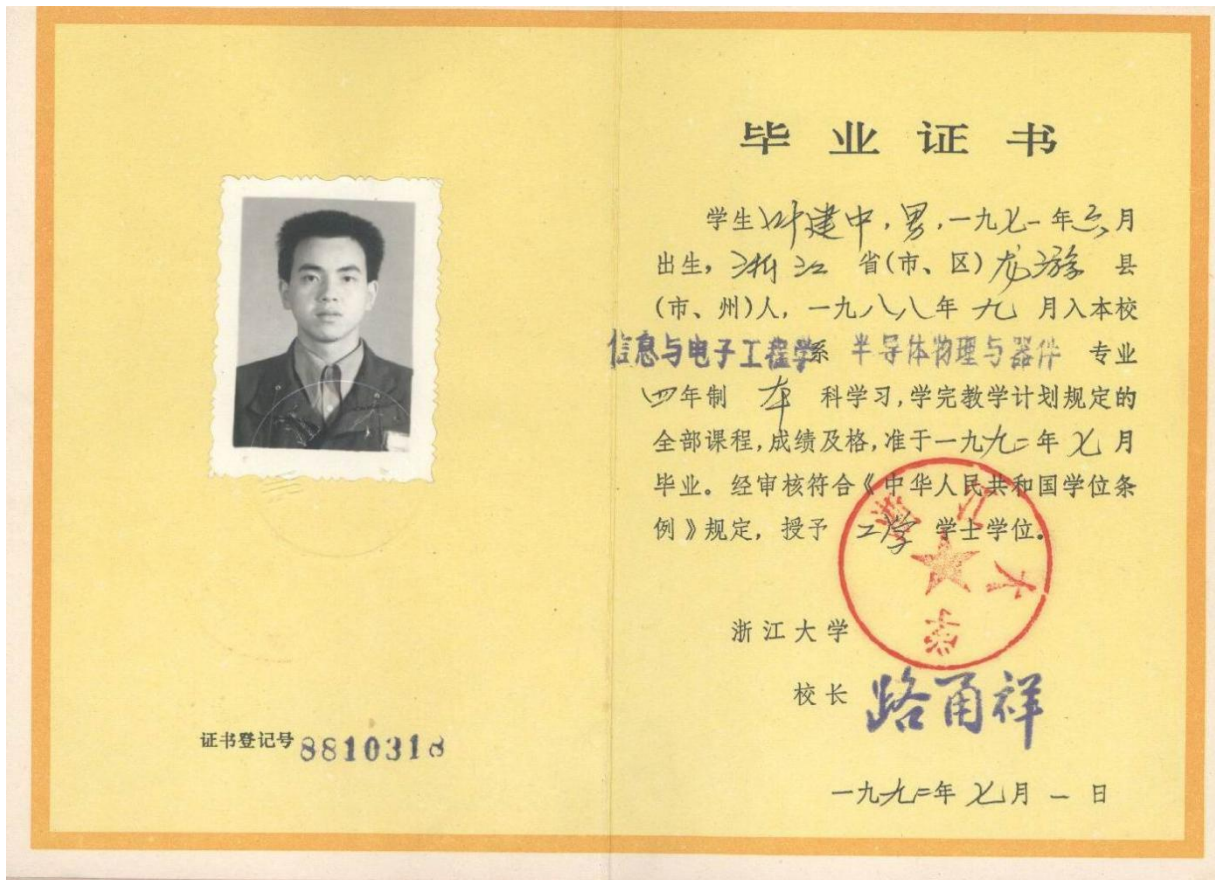 证书登记号 8810318
毕业证书
学生叶建中,男,一九七一年三月
出生,浙江省(市、区)龙游县
(市、州)人,一九八八年九月入本校
信息与电子工程学系 半导体物理与器件 专业
四年制 本 科学习,学完教学计划规定的
全部课程,成绩及格,准于一九九二年七月
毕业。经审核符合《中华人民共和国学位条
例》规定,授予 工学 学士学位。
浙江大学
浙江大学
校长 路甬祥
一九九二年七月一日